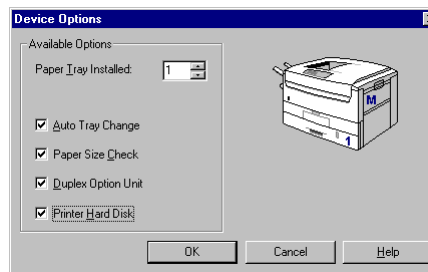 Device Options
Available Options
Paper Tray Installed: 1
M
Auto Tray Change
Paper Size Check
1
Duplex Option Unit
Printer Hard Disk
OK Cancel Help